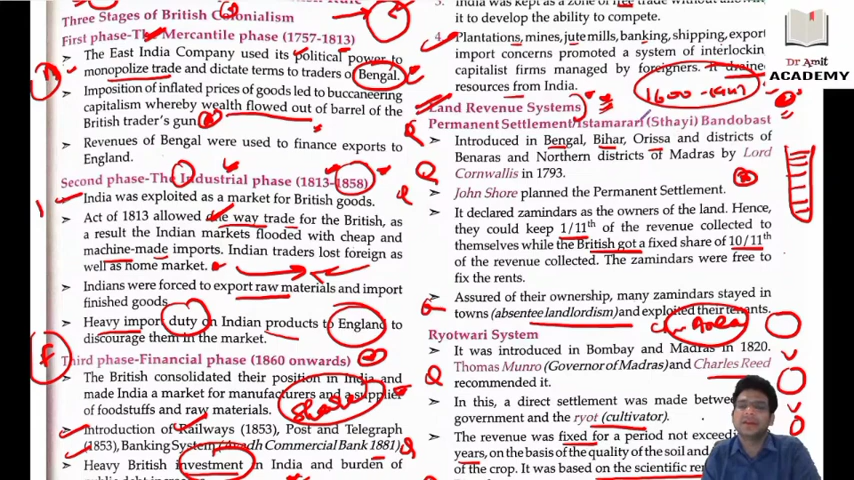 Three Stages of British Colonialism
First phase-The Mercantile phase (1757-1813)
The East India Company used its political power to
monopolize trade and dictate terms to traders of Bengal.
Imposition of inflated prices of goods led to buccaneering
capitalism whereby wealth flowed out of barrel of the
British trader's gun
Revenues of Bengal were used to finance exports to
England.
Second phase-The Industrial phase (1813-1858)
India was exploited as a market for British goods.
Act of 1813 allowed one way trade for the British, as
a result the Indian markets flooded with cheap and
machine-made imports. Indian traders lost foreign as
well as home market.
Indians were forced to export raw materials and import
finished goods
Heavy import duty on Indian products to England to
discourage them in the market.
Third phase-Financial phase (1860 onwards)
The British consolidated their position in India and
made India a market for manufacturers and a supplier
of foodstuffs and raw materials.
Introduction of Railways (1853), Post and Telegraph
(1853), Banking System (Avadh Commercial Bank 1881)
Heavy British investment in India and burden of
public debt
3. India was kept as a zone of free trade without
it to develop the ability to compete.
4. Plantations, mines, jute mills, banking, shipping, export
import concerns promoted a system of interlockin
capitalist firms managed by foreigners. It draine
resources from India.
1600-
Land Revenue Systems
Permanent Settlement/Istamarari (Sthayi) Bandobast
Introduced in Bengal, Bihar, Orissa and districts of
Benaras and Northern districts of Madras by Lord
Cornwallis in 1793.
John Shore planned the Permanent Settlement.
It declared zamindars as the owners of the land. Hence,
they could keep 1/11th of the revenue collected to
themselves while the British got a fixed share of 10/11th
of the revenue collected. The zamindars were free to
fix the rents.
Assured of their ownership, many zamindars stayed in
towns (absentee landlordism) and exploited their tenants.
Ryotwari System
It was introduced in Bombay and Madras in 1820.
Thomas Munro (Governor of Madras) and Charles Reed
recommended it.
In this, a direct settlement was made betwee
government and the ryot (cultivator).
The revenue was fixed for a period not exceedi
years, on the basis of the quality of the soil and
of the crop. It was based on the scientific ren
Dr Amit
ACADEMY